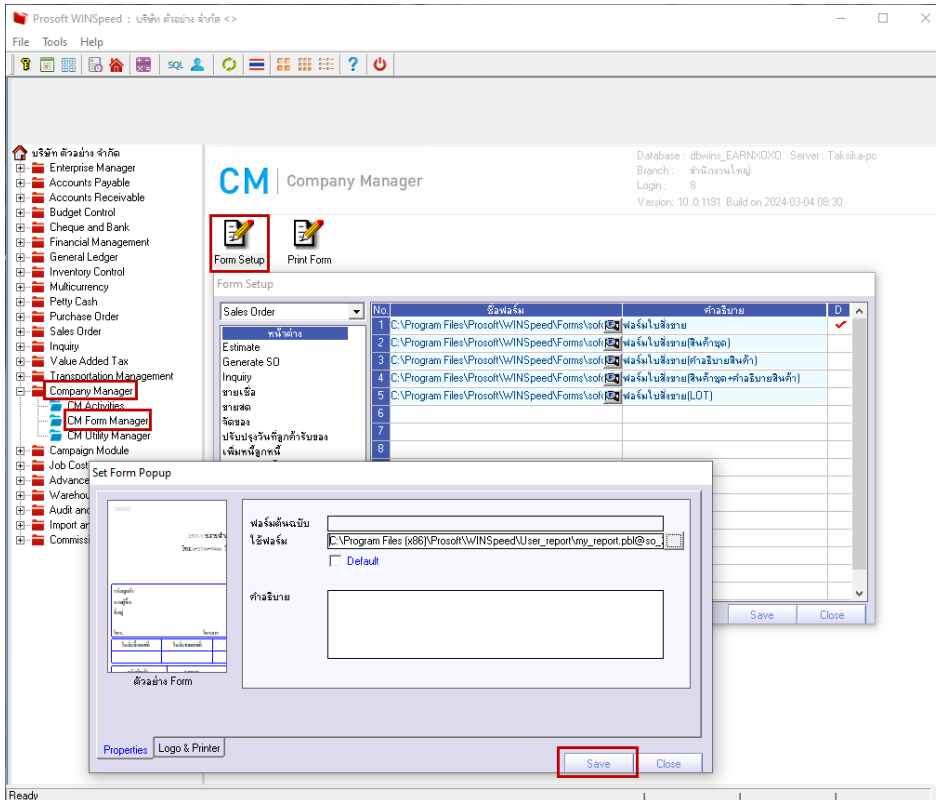 Prosoft WINSpeed : บริษัท ตัวอย่าง จำกัด <>
File Tools Help
SQL
?
บริษัท ตัวอย่าง จำกัด
Enterprise Manager
Accounts Payable
Accounts Receivable
Budget Control
Cheque and Bank
Financial Management
General Ledger
Inventory Control
Multicurrency
Petty Cash
Purchase Order
Sales Order
Inquiry
Value Added Tax
Transportation Management
Company Manager
CM Activities
CM Form Manager
CM Utility Manager
Campaign Module
Job Cost
Advance
Warehou
Audit and
Import an
Commiss
CM Company Manager
Database : dbwins_EARNXOXO Server : Taksika-pc
Branch : สำนักงานใหญ่
Login : 8
Version: 10.0.1191 Build on 2024-03-04 08:30
Form Setup Print Form
Form Setup
Sales Order
หน้าต่าง
Estimate
Generate SO
Inquiry
ขายเชื่อ
ขายสด
จัดของ
ปรับปรุงวันที่ลูกค้ารับของ
เพิ่มหนี้ลูกหนี้
No. ชื่อฟอร์ม คำอธิบาย D
1 C:\Program Files\Prosoft\WINSpeed\Forms\sofr ฟอร์มใบสั่งขาย
2 C:\Program Files\Prosoft\WINSpeed\Forms\sofr ฟอร์มใบสั่งขาย(สินค้าชุด)
3 C:\Program Files\Prosoft\WINSpeed\Forms\sofr ฟอร์มใบสั่งขาย(คำอธิบายสินค้า)
4 C:\Program Files\Prosoft\WINSpeed\Forms\sofr ฟอร์มใบสั่งขาย(สินค้าชุด+คำอธิบายสินค้า)
5 C:\Program Files\Prosoft\WINSpeed\Forms\sofr ฟอร์มใบสั่งขาย(LOT)
6
7
8
Save Close
Set Form Popup
ฟอร์มต้นฉบับ
ใช้ฟอร์ม C:\Program Files (x86)\Prosoft\WINSpeed\User_report\my_report.pbl@so_ ...
Default
คำอธิบาย
รหัสลูกค้า
ที่อยู่
โทร.
ตัวอย่าง Form
Properties Logo & Printer
Save Close
Ready